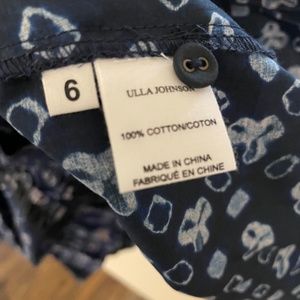 6
ULLA JOHNSON
100% COTTON/COTON
MADE IN CHINA
FABRIQUÉ EN CHINE